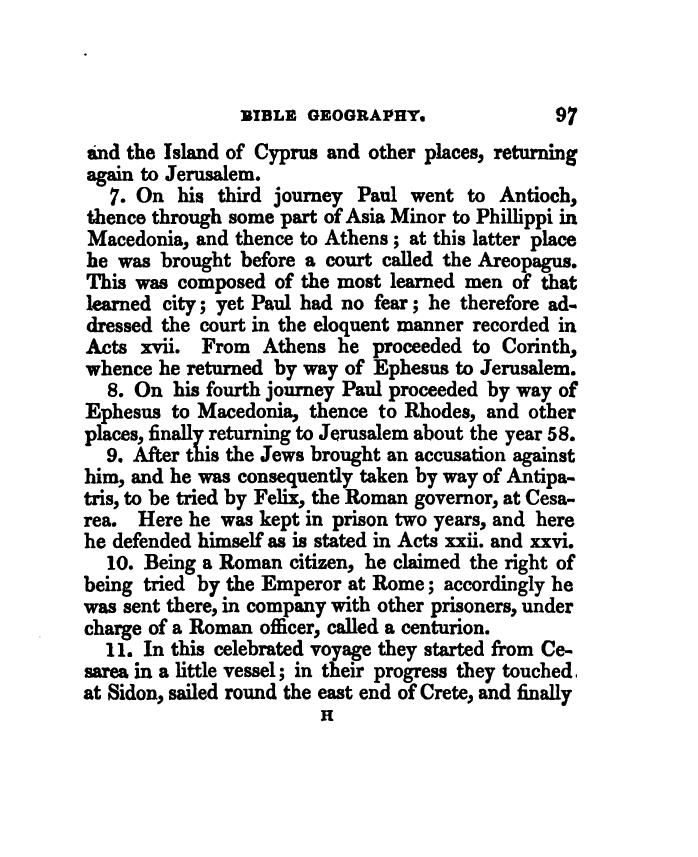 BIBLE GEOGRAPHY. 97
and the Island of Cyprus and other places, returning
again to Jerusalem.
7. On his third journey Paul went to Antioch,
thence through some part of Asia Minor to Phillippi in
Macedonia, and thence to Athens; at this latter place
he was brought before a court called the Areopagus.
This was composed of the most learned men of that
learned city; yet Paul had no fear; he therefore ad-
dressed the court in the eloquent manner recorded in
Acts xvii. From Athens he proceeded to Corinth,
whence he returned by way of Ephesus to Jerusalem.
8. On his fourth journey Paul proceeded by way of
Ephesus to Macedonia, thence to Rhodes, and other
places, finally returning to Jerusalem about the year 58.
9. After this the Jews brought an accusation against
him, and he was consequently taken by way of Antipa-
tris, to be tried by Felix, the Roman governor, at Cesa-
rea. Here he was kept in prison two years, and here
he defended himself as is stated in Acts xxii. and xxvi.
10. Being a Roman citizen, he claimed the right of
being tried by the Emperor at Rome; accordingly he
was sent there, in company with other prisoners, under
charge of a Roman officer, called a centurion.
11. In this celebrated voyage they started from Ce-
sarea in a little vessel; in their progress they touched
at Sidon, sailed round the east end of Crete, and finally
H